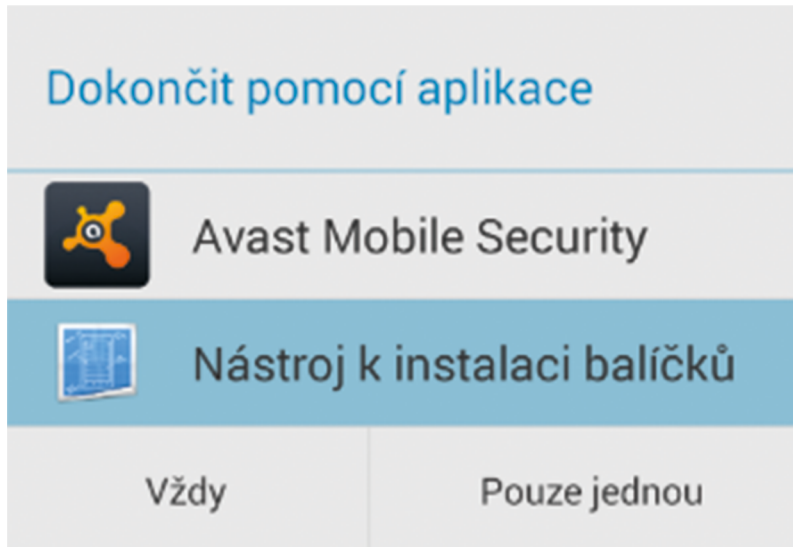 Dokončit pomocí aplikace
Avast Mobile Security
Nástroj k instalaci balíčků
Vždy
Pouze jednou